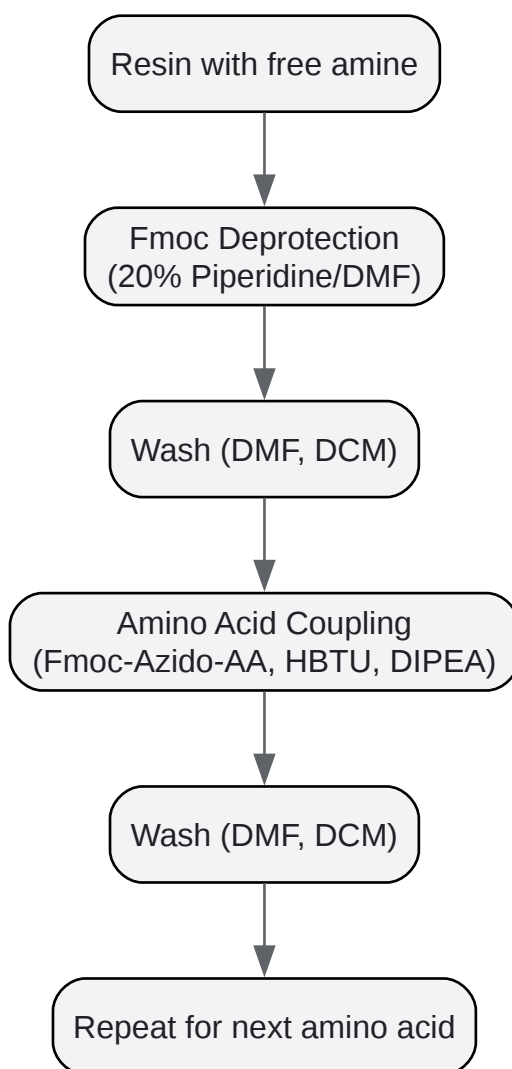 Resin with free amine
Fmoc Deprotection
(20% Piperidine/DMF)
Wash (DMF, DCM)
Amino Acid Coupling
(Fmoc-Azido-AA, HBTU, DIPEA)
Wash (DMF, DCM)
Repeat for next amino acid